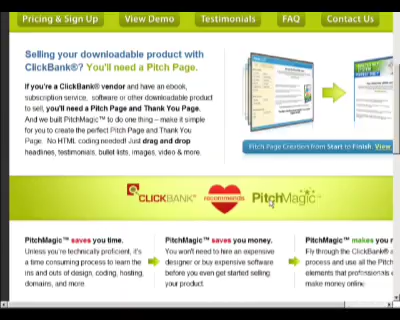 Pricing & Sign Up View Demo Testimonials FAQ Contact Us
Selling your downloadable product with
ClickBank®? You'll need a Pitch Page.
If you're a ClickBank® vendor and have an ebook,
subscription service, software or other downloadable product
to sell, you'll need a Pitch Page and Thank You Page.
And we built PitchMagic™ to do one thing – make it simple
for you to create the perfect Pitch Page and Thank You
Page. No HTML coding needed! Just drag and drop
headlines, testimonials, bullet lists, images, video & more.
Pitch Page Creation from Start to Finish. View
CLICKBANK® recommends PitchMagic™
PitchMagic™ saves you time.
Unless you're technically proficient, it's
a time consuming process to learn the
ins and outs of design, coding, hosting,
domains, and more.
PitchMagic™ saves you money.
You won't need to hire an expensive
designer or buy expensive software
before you even get started selling
your product.
PitchMagic™ makes you
Fly through the ClickBank®
process and use all the Pitch
elements that professionals
make money online.